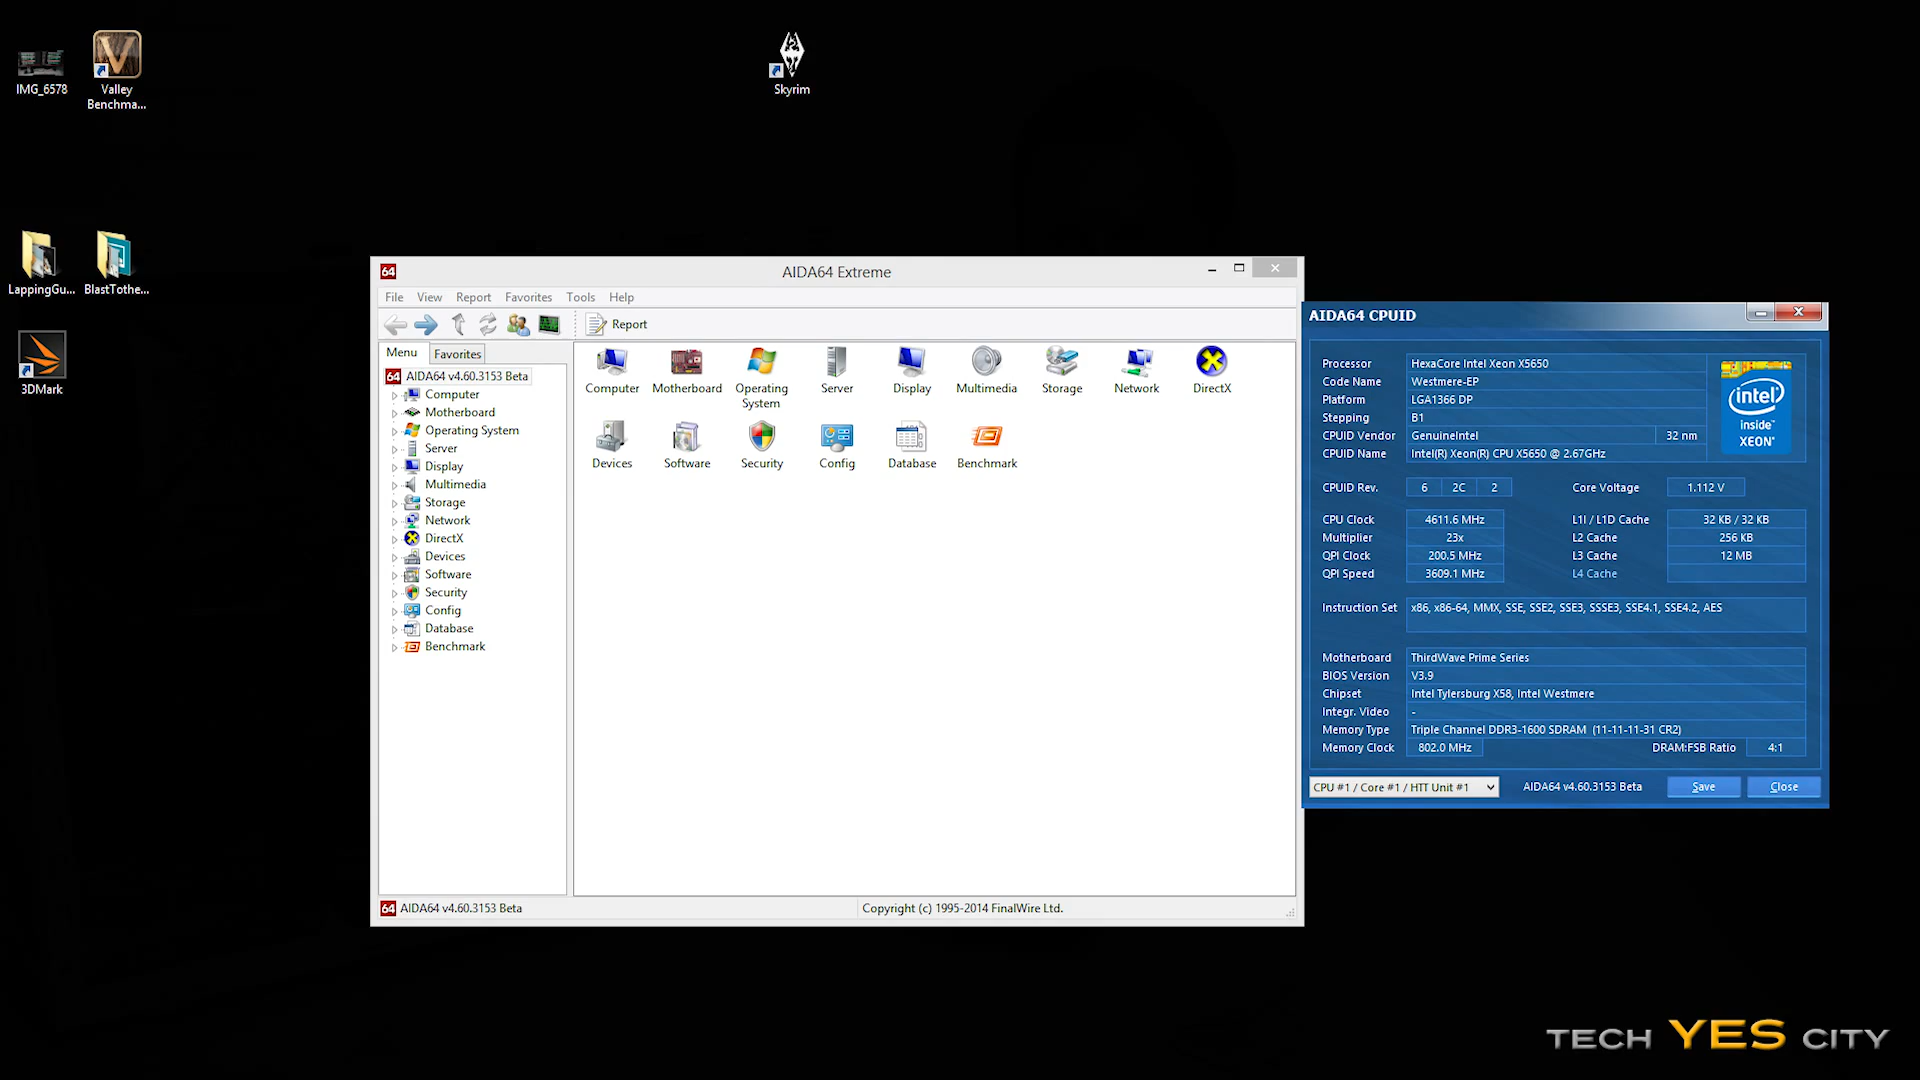 IMG_6578
Valley
Benchma...
Skyrim
LappingGu...
BlastTothe...
3DMark
64
AIDA64 Extreme
File View Report Favorites Tools Help
Report
Menu Favorites
64 AIDA64 v4.60.3153 Beta
Computer
Motherboard
Operating System
Server
Display
Multimedia
Storage
Network
DirectX
Devices
Software
Security
Config
Database
Benchmark
Computer Motherboard Operating System Server Display Multimedia Storage Network DirectX
Devices Software Security Config Database Benchmark
64 AIDA64 v4.60.3153 Beta
Copyright (c) 1995-2014 FinalWire Ltd.
AIDA64 CPUID
Processor HexaCore Intel Xeon X5650
Code Name Westmere-EP
Platform LGA1366 DP
Stepping B1
CPUID Vendor GenuineIntel 32 nm
CPUID Name Intel(R) Xeon(R) CPU X5650 @ 2.67GHz
intel
inside™
XEON®
CPUID Rev. 6 2C 2 Core Voltage 1.112 V
CPU Clock 4611.6 MHz L1I / L1D Cache 32 KB / 32 KB
Multiplier 23x L2 Cache 256 KB
QPI Clock 200.5 MHz L3 Cache 12 MB
QPI Speed 3609.1 MHz L4 Cache
Instruction Set x86, x86-64, MMX, SSE, SSE2, SSE3, SSSE3, SSE4.1, SSE4.2, AES
Motherboard ThirdWave Prime Series
BIOS Version V3.9
Chipset Intel Tylersburg X58, Intel Westmere
Integr. Video -
Memory Type Triple Channel DDR3-1600 SDRAM (11-11-11-31 CR2)
Memory Clock 802.0 MHz DRAM:FSB Ratio 4:1
CPU #1 / Core #1 / HTT Unit #1 AIDA64 v4.60.3153 Beta Save Close
TECH YES CITY